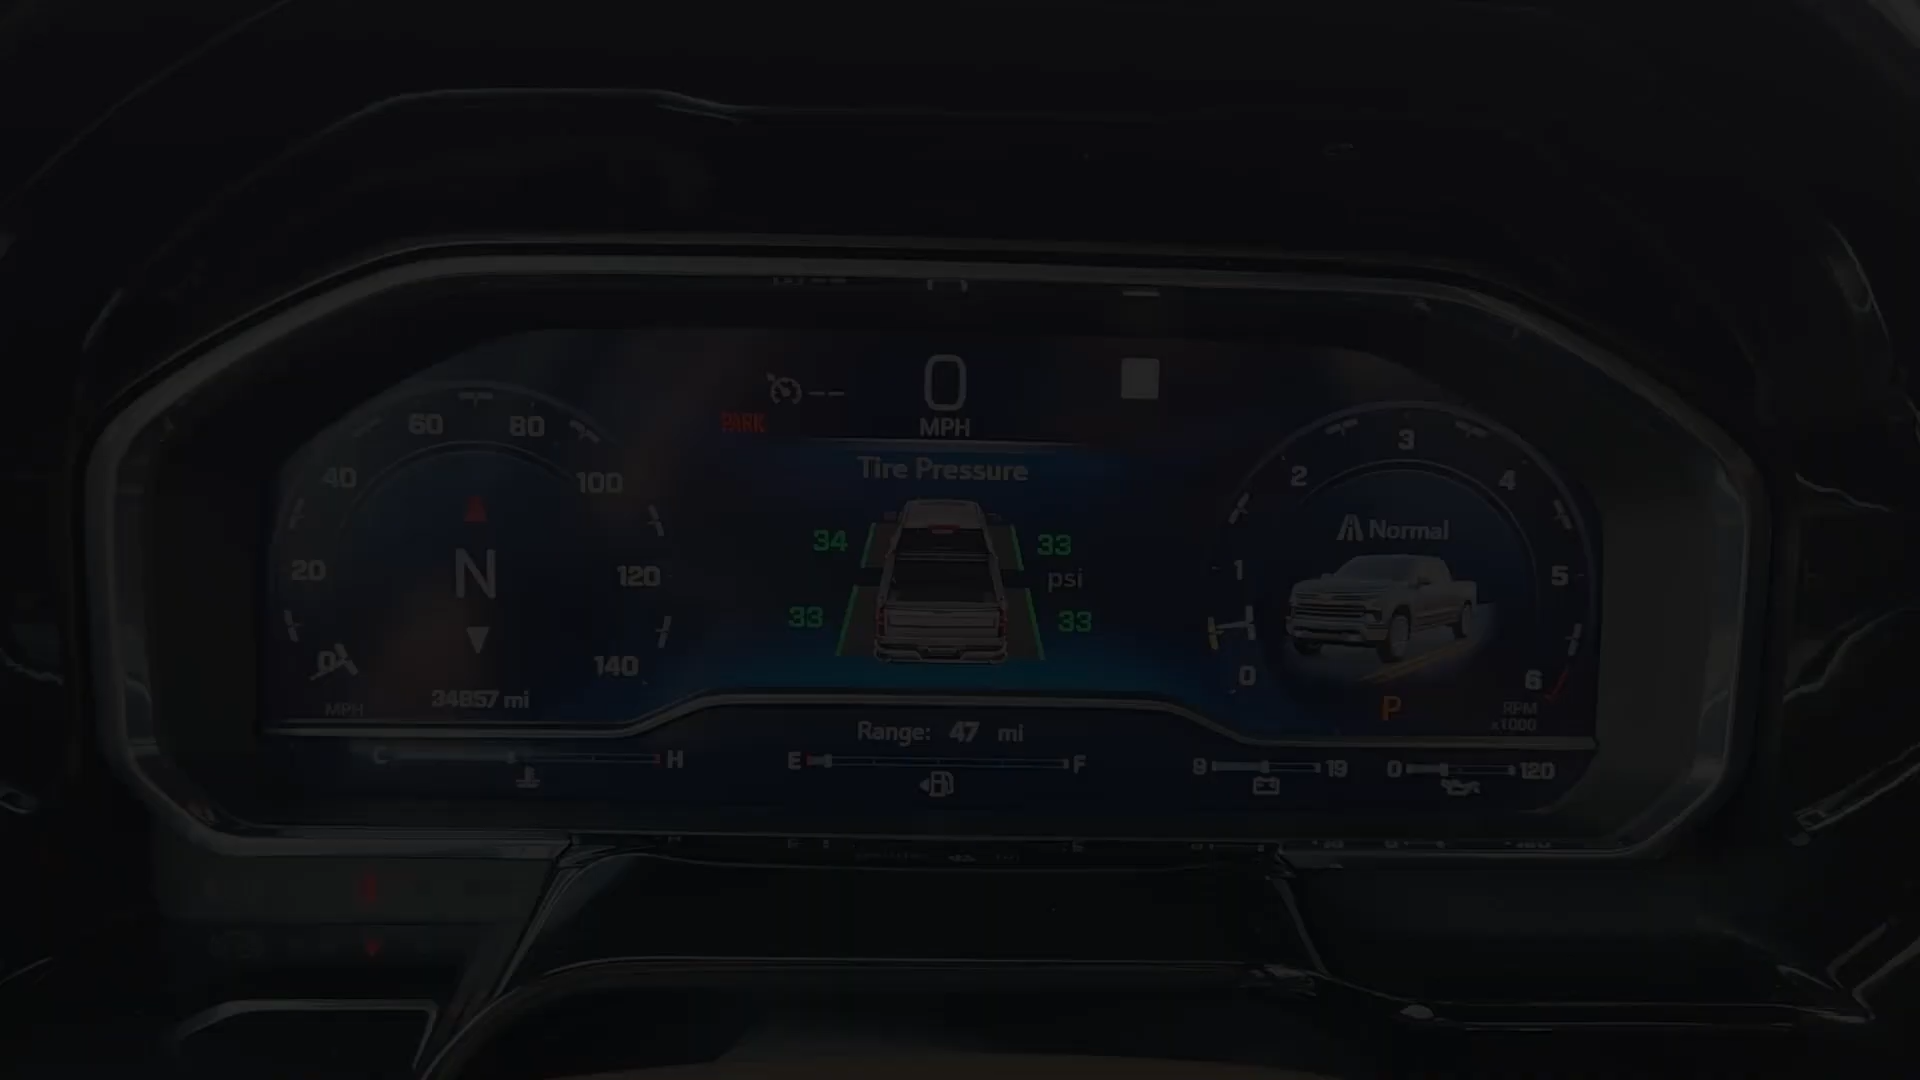 0
MPH
PARK
Tire Pressure
34 33
psi
33 33
0 20 40 60 80 100 120 140
N
MPH
34857 mi
0 1 2 3 4 5 6
Normal
P
RPM
x1000
Range: 47 mi
C H
E F
9 19
0 120